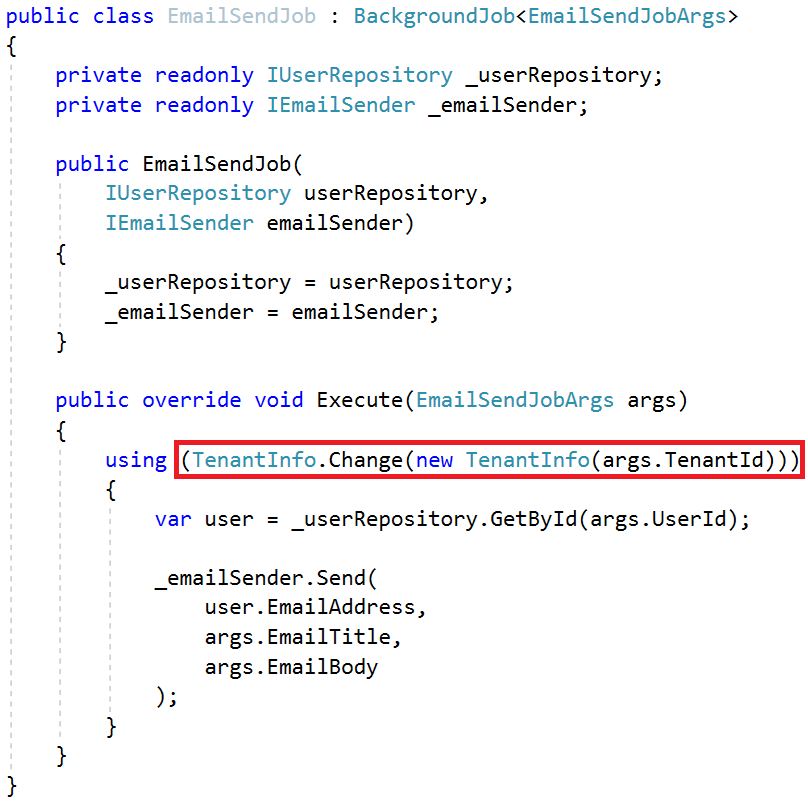 public class EmailSendJob : BackgroundJob<EmailSendJobArgs>
{
    private readonly IUserRepository _userRepository;
    private readonly IEmailSender _emailSender;

    public EmailSendJob(
        IUserRepository userRepository,
        IEmailSender emailSender)
    {
        _userRepository = userRepository;
        _emailSender = emailSender;
    }

    public override void Execute(EmailSendJobArgs args)
    {
        using (TenantInfo.Change(new TenantInfo(args.TenantId)))
        {
            var user = _userRepository.GetById(args.UserId);

            _emailSender.Send(
                user.EmailAddress,
                args.EmailTitle,
                args.EmailBody
            );
        }
    }
}